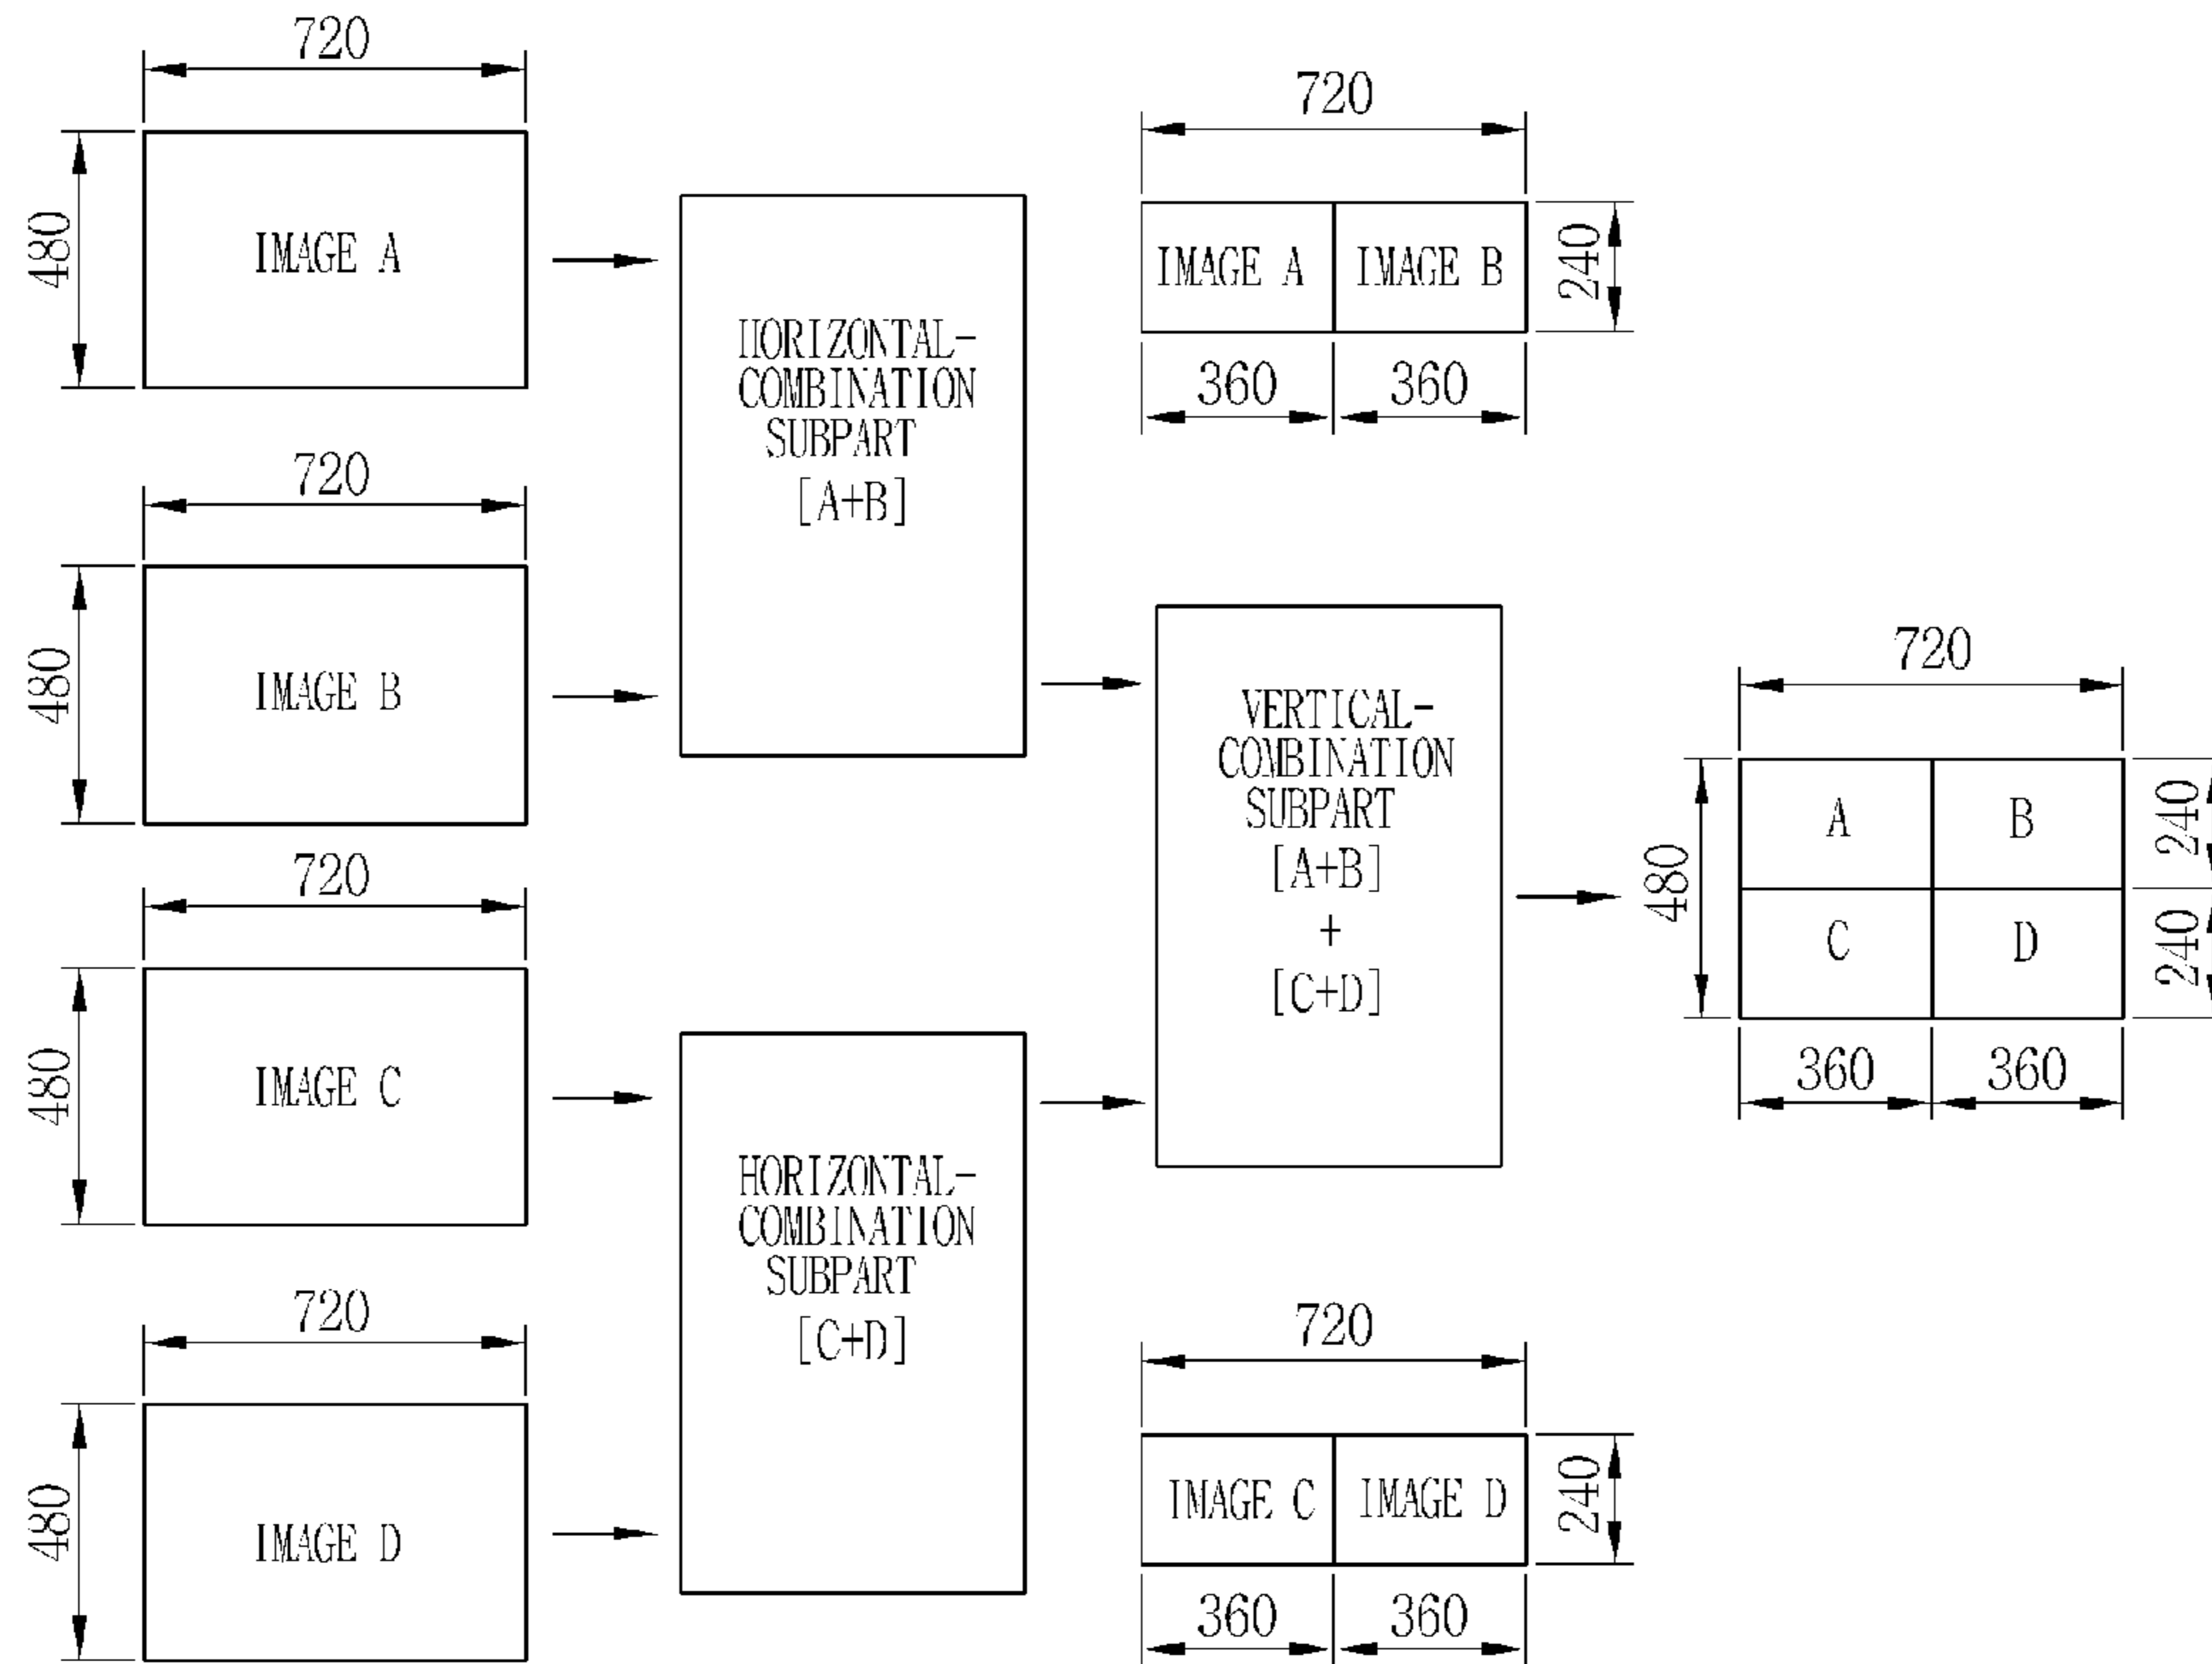 720
480
IMAGE A
720
480
IMAGE B
720
480
IMAGE C
720
480
IMAGE D
HORIZONTAL-
COMBINATION
SUBPART
[A+B]
HORIZONTAL-
COMBINATION
SUBPART
[C+D]
720
IMAGE A IMAGE B
240
360 360
VERTICAL-
COMBINATION
SUBPART
[A+B]
+
[C+D]
720
IMAGE C IMAGE D
240
360 360
720
480
A B
240
C D
240
360 360